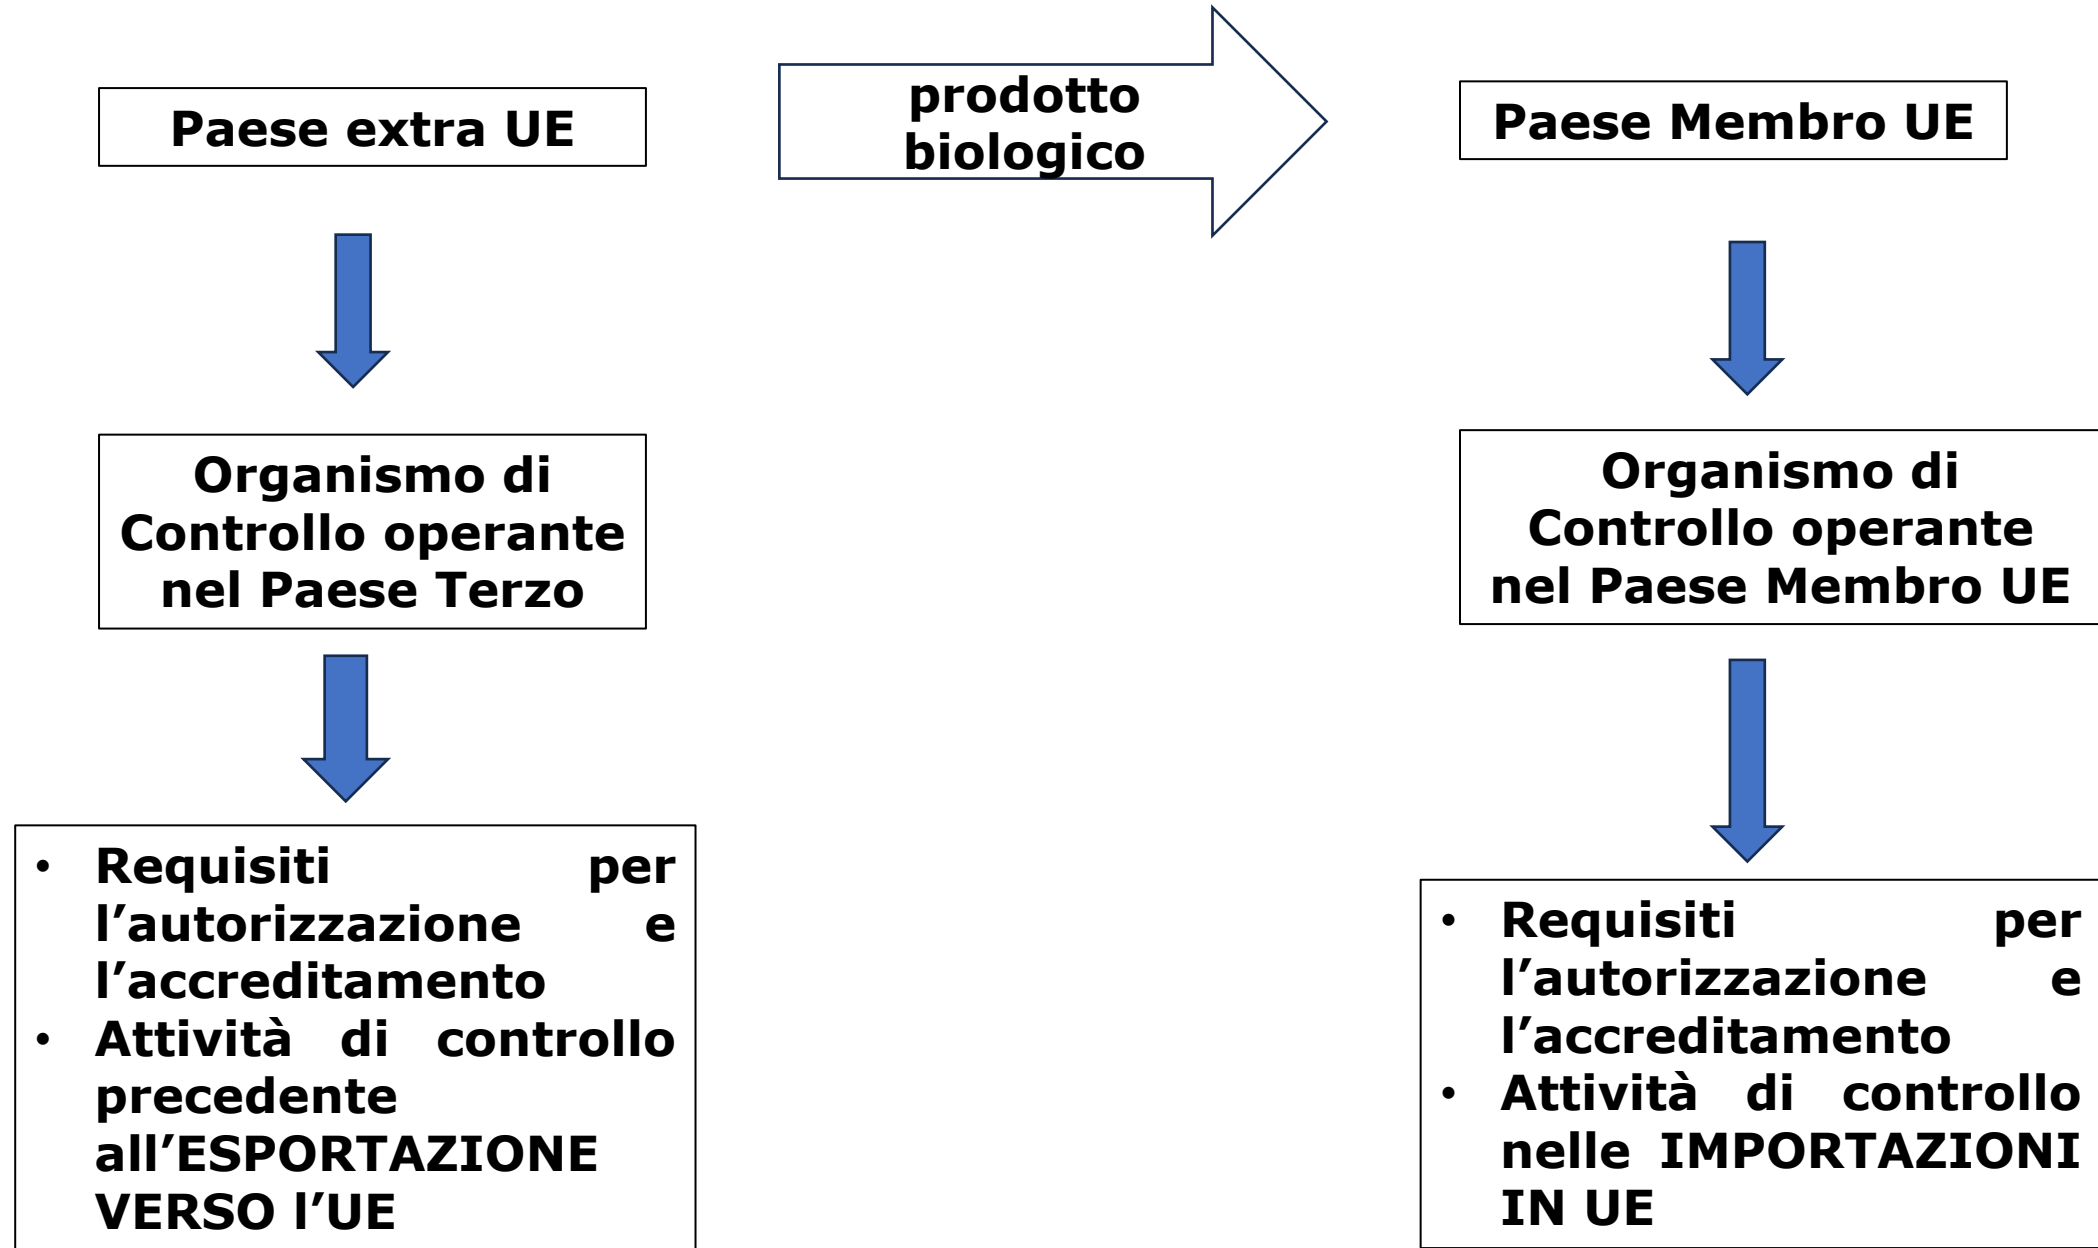 Paese extra UE
prodotto
biologico
Paese Membro UE
Organismo di
Controllo operante
nel Paese Terzo
Organismo di
Controllo operante
nel Paese Membro UE
• Requisiti per
l’autorizzazione e
l’accreditamento
• Attività di controllo
precedente
all’ESPORTAZIONE
VERSO l’UE
• Requisiti per
l’autorizzazione e
l’accreditamento
• Attività di controllo
nelle IMPORTAZIONI
IN UE